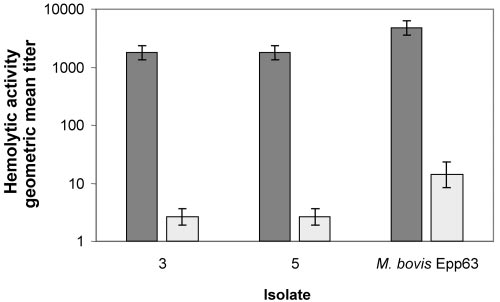 Hemolytic activity
geometric mean titer
10000
1000
100
10
1
3
5
M. bovis Epp63
Isolate